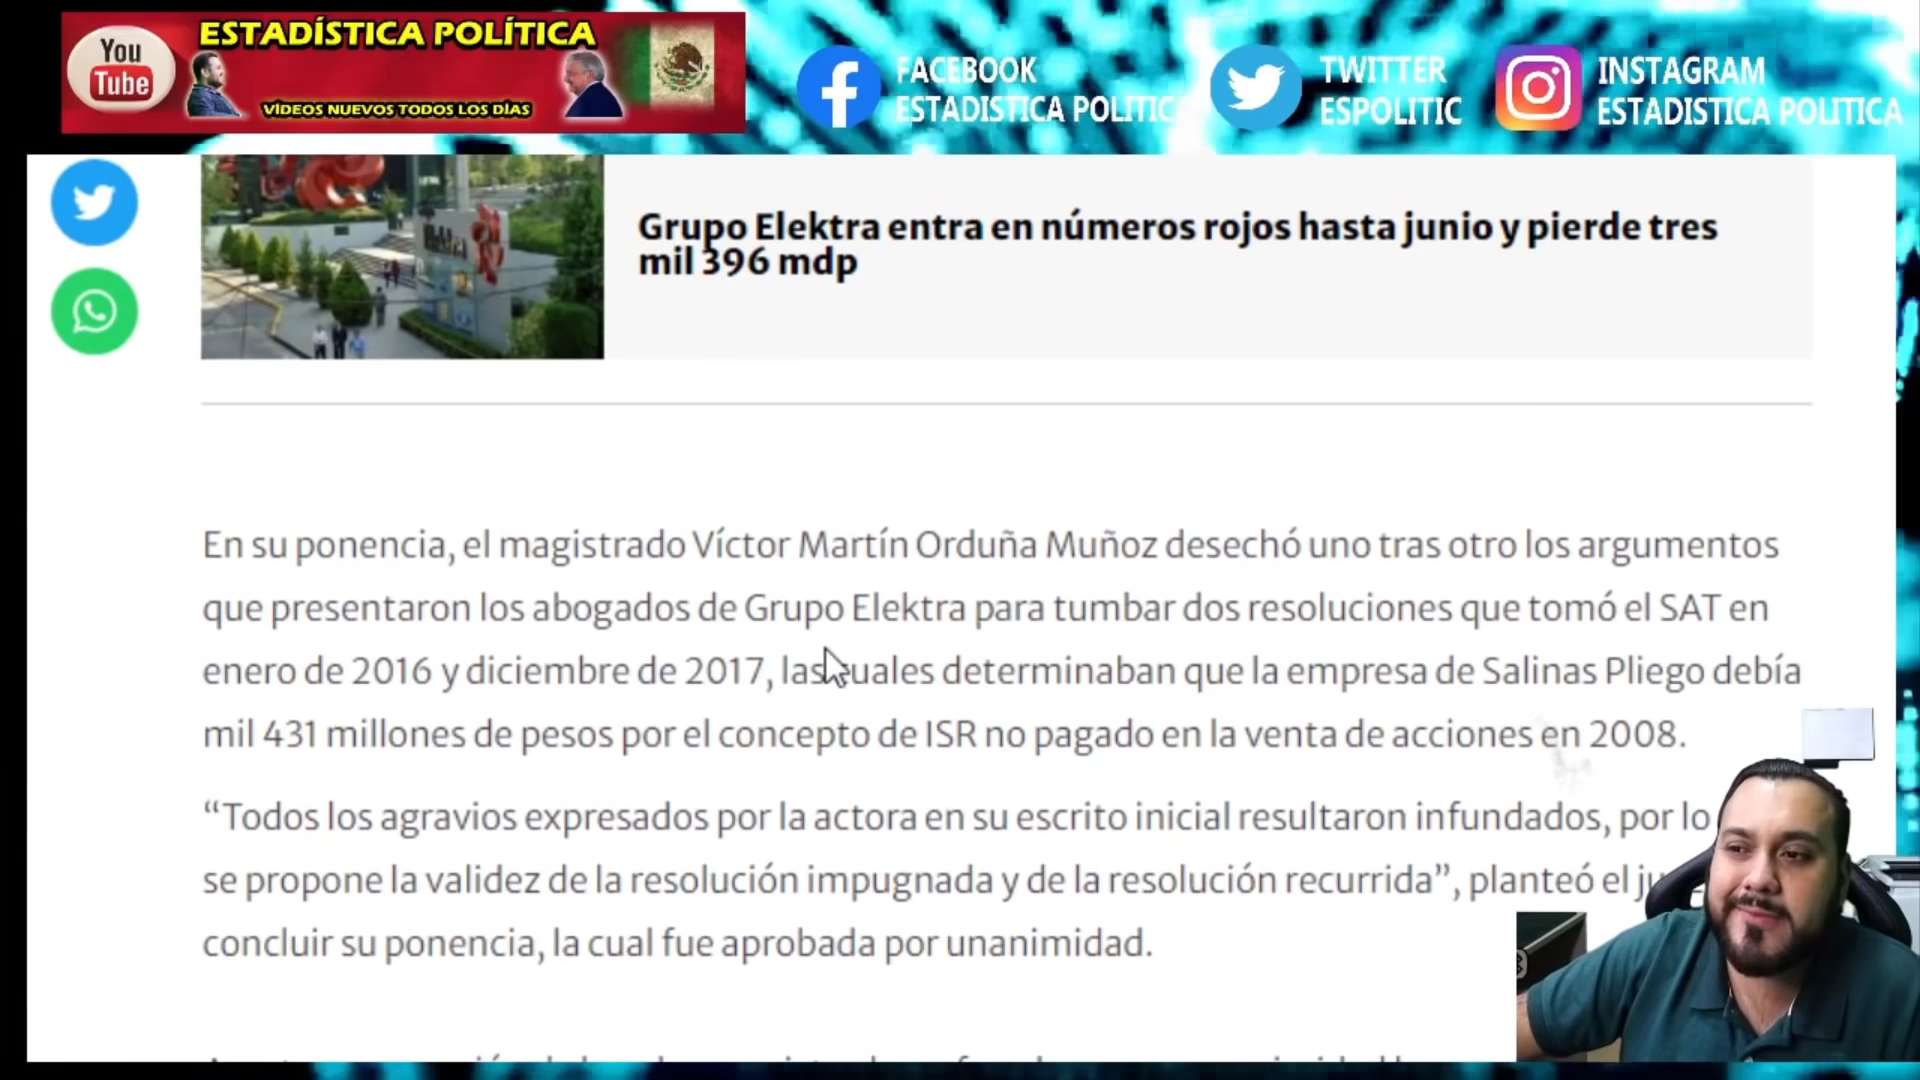 You
Tube
ESTADÍSTICA POLÍTICA
VÍDEOS NUEVOS TODOS LOS DÍAS
FACEBOOK
ESTADISTICA POLITIC
TWITTER
ESPOLITIC
INSTAGRAM
ESTADISTICA POLITICA
Grupo Elektra entra en números rojos hasta junio y pierde tres
mil 396 mdp
En su ponencia, el magistrado Víctor Martín Orduña Muñoz desechó uno tras otro los argumentos
que presentaron los abogados de Grupo Elektra para tumbar dos resoluciones que tomó el SAT en
enero de 2016 y diciembre de 2017, las cuales determinaban que la empresa de Salinas Pliego debía
mil 431 millones de pesos por el concepto de ISR no pagado en la venta de acciones en 2008.
“Todos los agravios expresados por la actora en su escrito inicial resultaron infundados, por lo
se propone la validez de la resolución impugnada y de la resolución recurrida”, planteó el
concluir su ponencia, la cual fue aprobada por unanimidad.